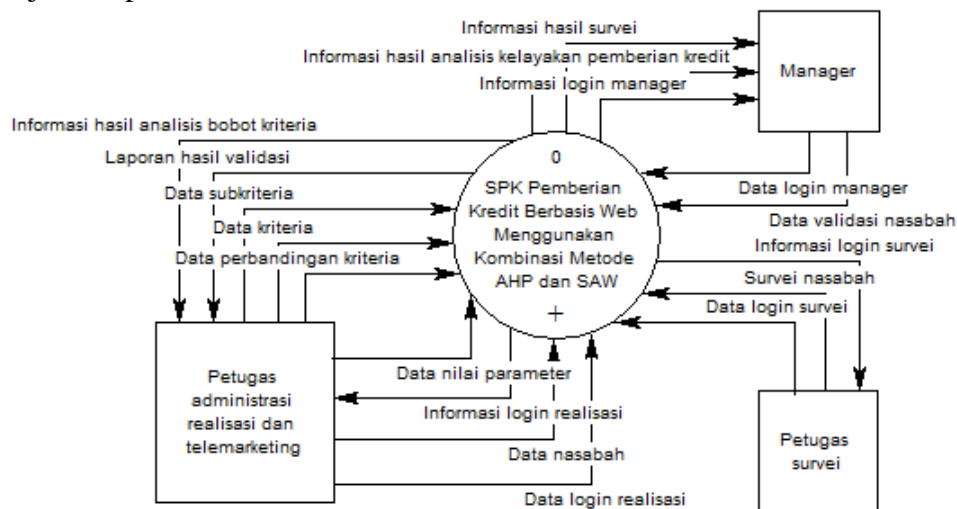 Informasi hasil survei
Informasi hasil analisis kelayakan pemberian kredit
Informasi login manager
Manager
Informasi hasil analisis bobot kriteria
Laporan hasil validasi
Data subkriteria
Data kriteria
Data perbandingan kriteria
0
SPK Pemberian
Kredit Berbasis Web
Menggunakan
Kombinasi Metode
AHP dan SAW
+
Data login manager
Data validasi nasabah
Informasi login survei
Survei nasabah
Data login survei
Petugas
administrasi
realisasi dan
telemarketing
Data nilai parameter
Informasi login realisasi
Data nasabah
Data login realisasi
Petugas
survei